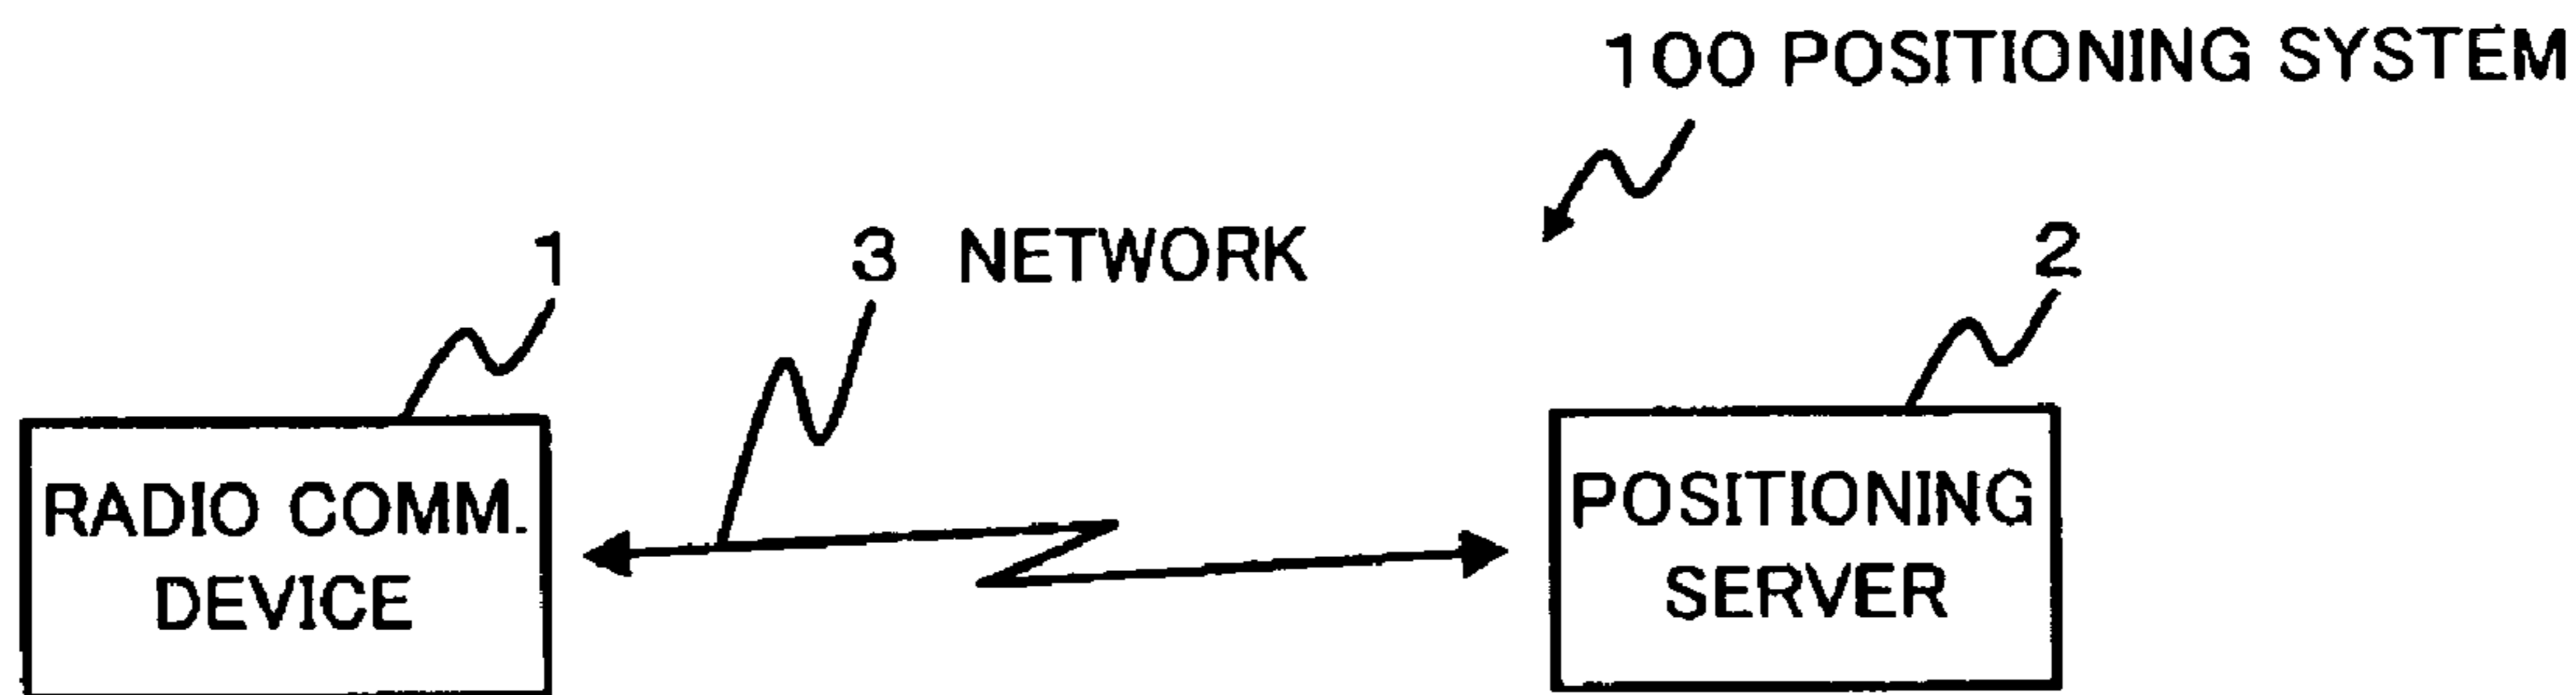 100 POSITIONING SYSTEM
1
3 NETWORK
2
RADIO COMM.
DEVICE
POSITIONING
SERVER